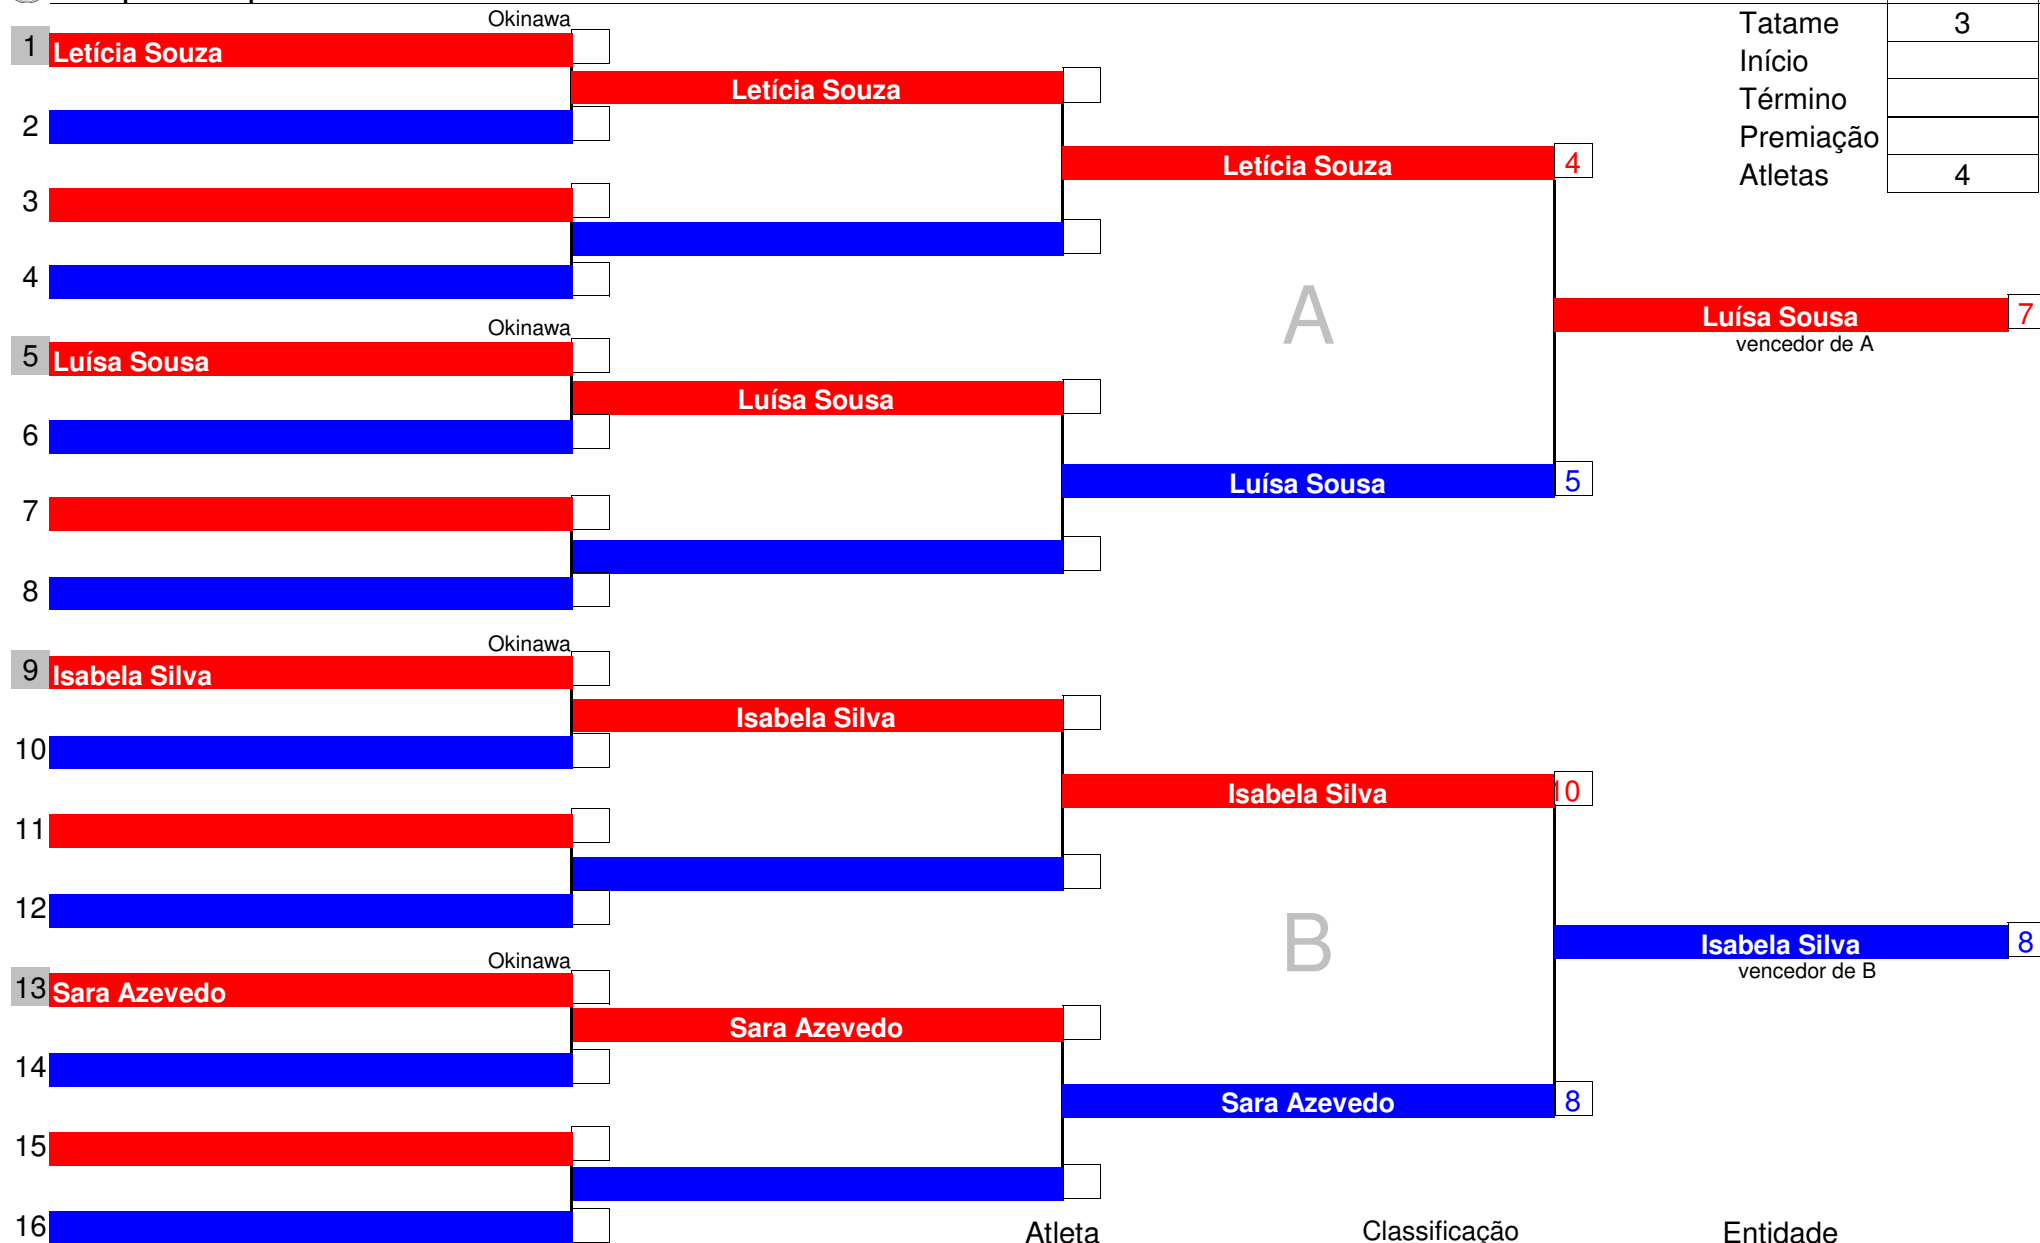 Okinawa
Tatame 3
1 Letícia Souza
Início
Letícia Souza
Término
2
Premiação
Letícia Souza 4
Atletas 4
3
4
A
Luísa Sousa 7
Okinawa
vencedor de A
5 Luísa Sousa
Luísa Sousa
6
Luísa Sousa 5
7
8
Okinawa
9 Isabela Silva
Isabela Silva
10
Isabela Silva 10
11
12
B
Isabela Silva 8
Okinawa
vencedor de B
13 Sara Azevedo
Sara Azevedo
14
Sara Azevedo 8
15
16
Atleta Classificação Entidade